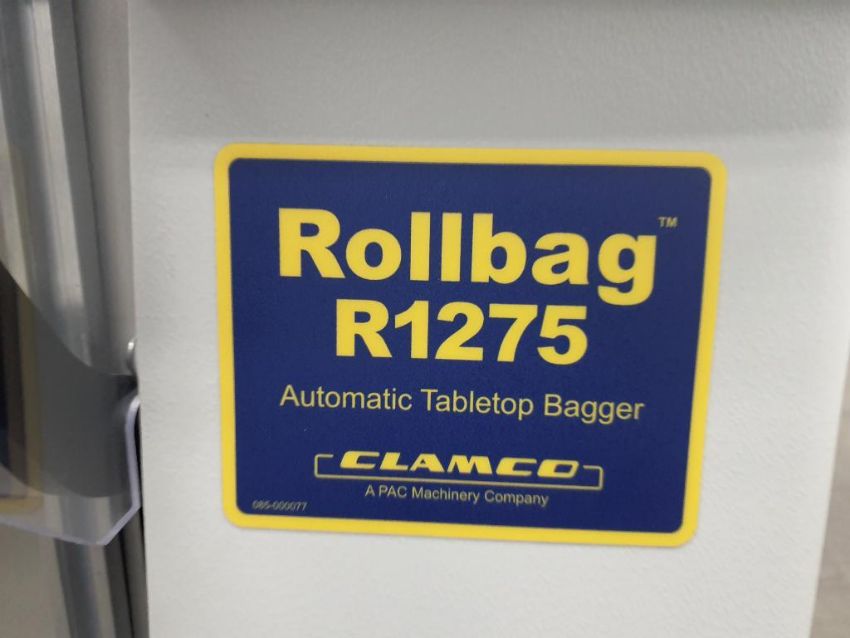 Rollbag™
R1275
Automatic Tabletop Bagger
CLAMCO
A PAC Machinery Company
085-000077